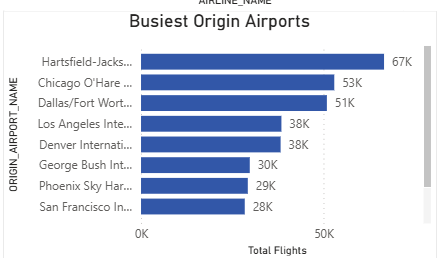 AIRLINE_NAME
Busiest Origin Airports
ORIGIN_AIRPORT_NAME
Hartsfield-Jacks... 67K
Chicago O'Hare ... 53K
Dallas/Fort Wort... 51K
Los Angeles Inte... 38K
Denver Internati... 38K
George Bush Int... 30K
Phoenix Sky Har... 29K
San Francisco In... 28K
0K 50K
Total Flights